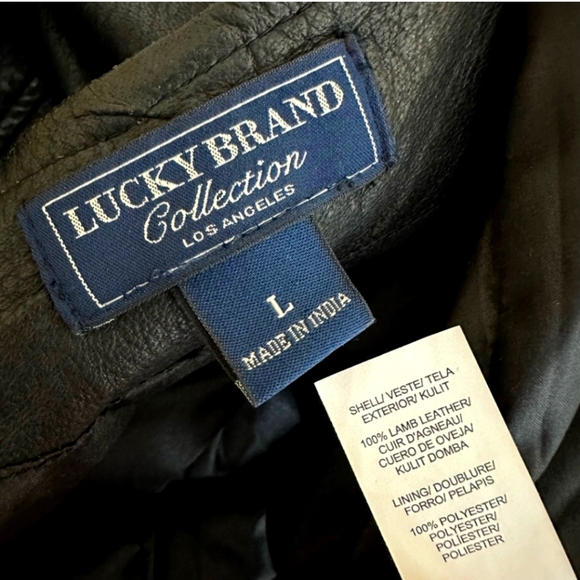 LUCKY BRAND
Collection
LOS ANGELES
L
MADE IN INDIA
SHELL/ VESTE/ TELA
EXTERIOR/ KULIT
100% LAMB LEATHER/
CUIR D'AGNEAU/
CUERO DE OVEJA/
KULIT DOMBA
LINING/ DOUBLURE/
FORRO/ PELAPIS
100% POLYESTER/
POLYESTER/
POLIESTER/
POLIESTER